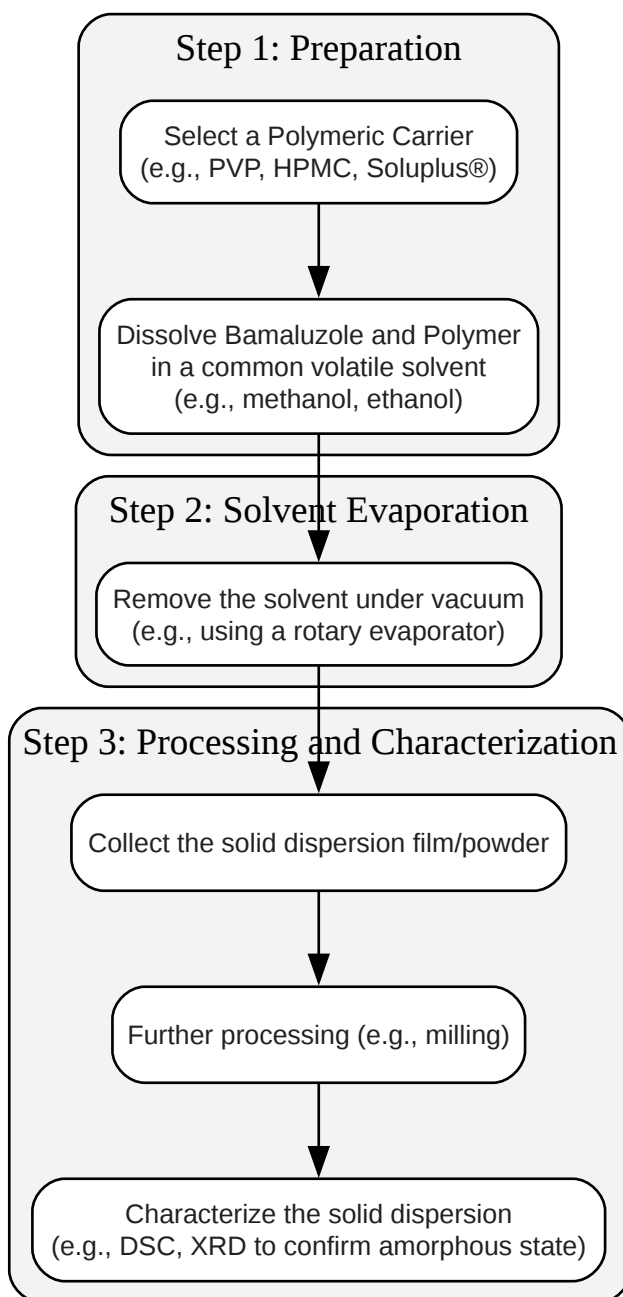 Step 1: Preparation
Select a Polymeric Carrier
(e.g., PVP, HPMC, Soluplus®)
Dissolve Bamaluzole and Polymer
in a common volatile solvent
(e.g., methanol, ethanol)
Step 2: Solvent Evaporation
Remove the solvent under vacuum
(e.g., using a rotary evaporator)
Step 3: Processing and Characterization
Collect the solid dispersion film/powder
Further processing (e.g., milling)
Characterize the solid dispersion
(e.g., DSC, XRD to confirm amorphous state)